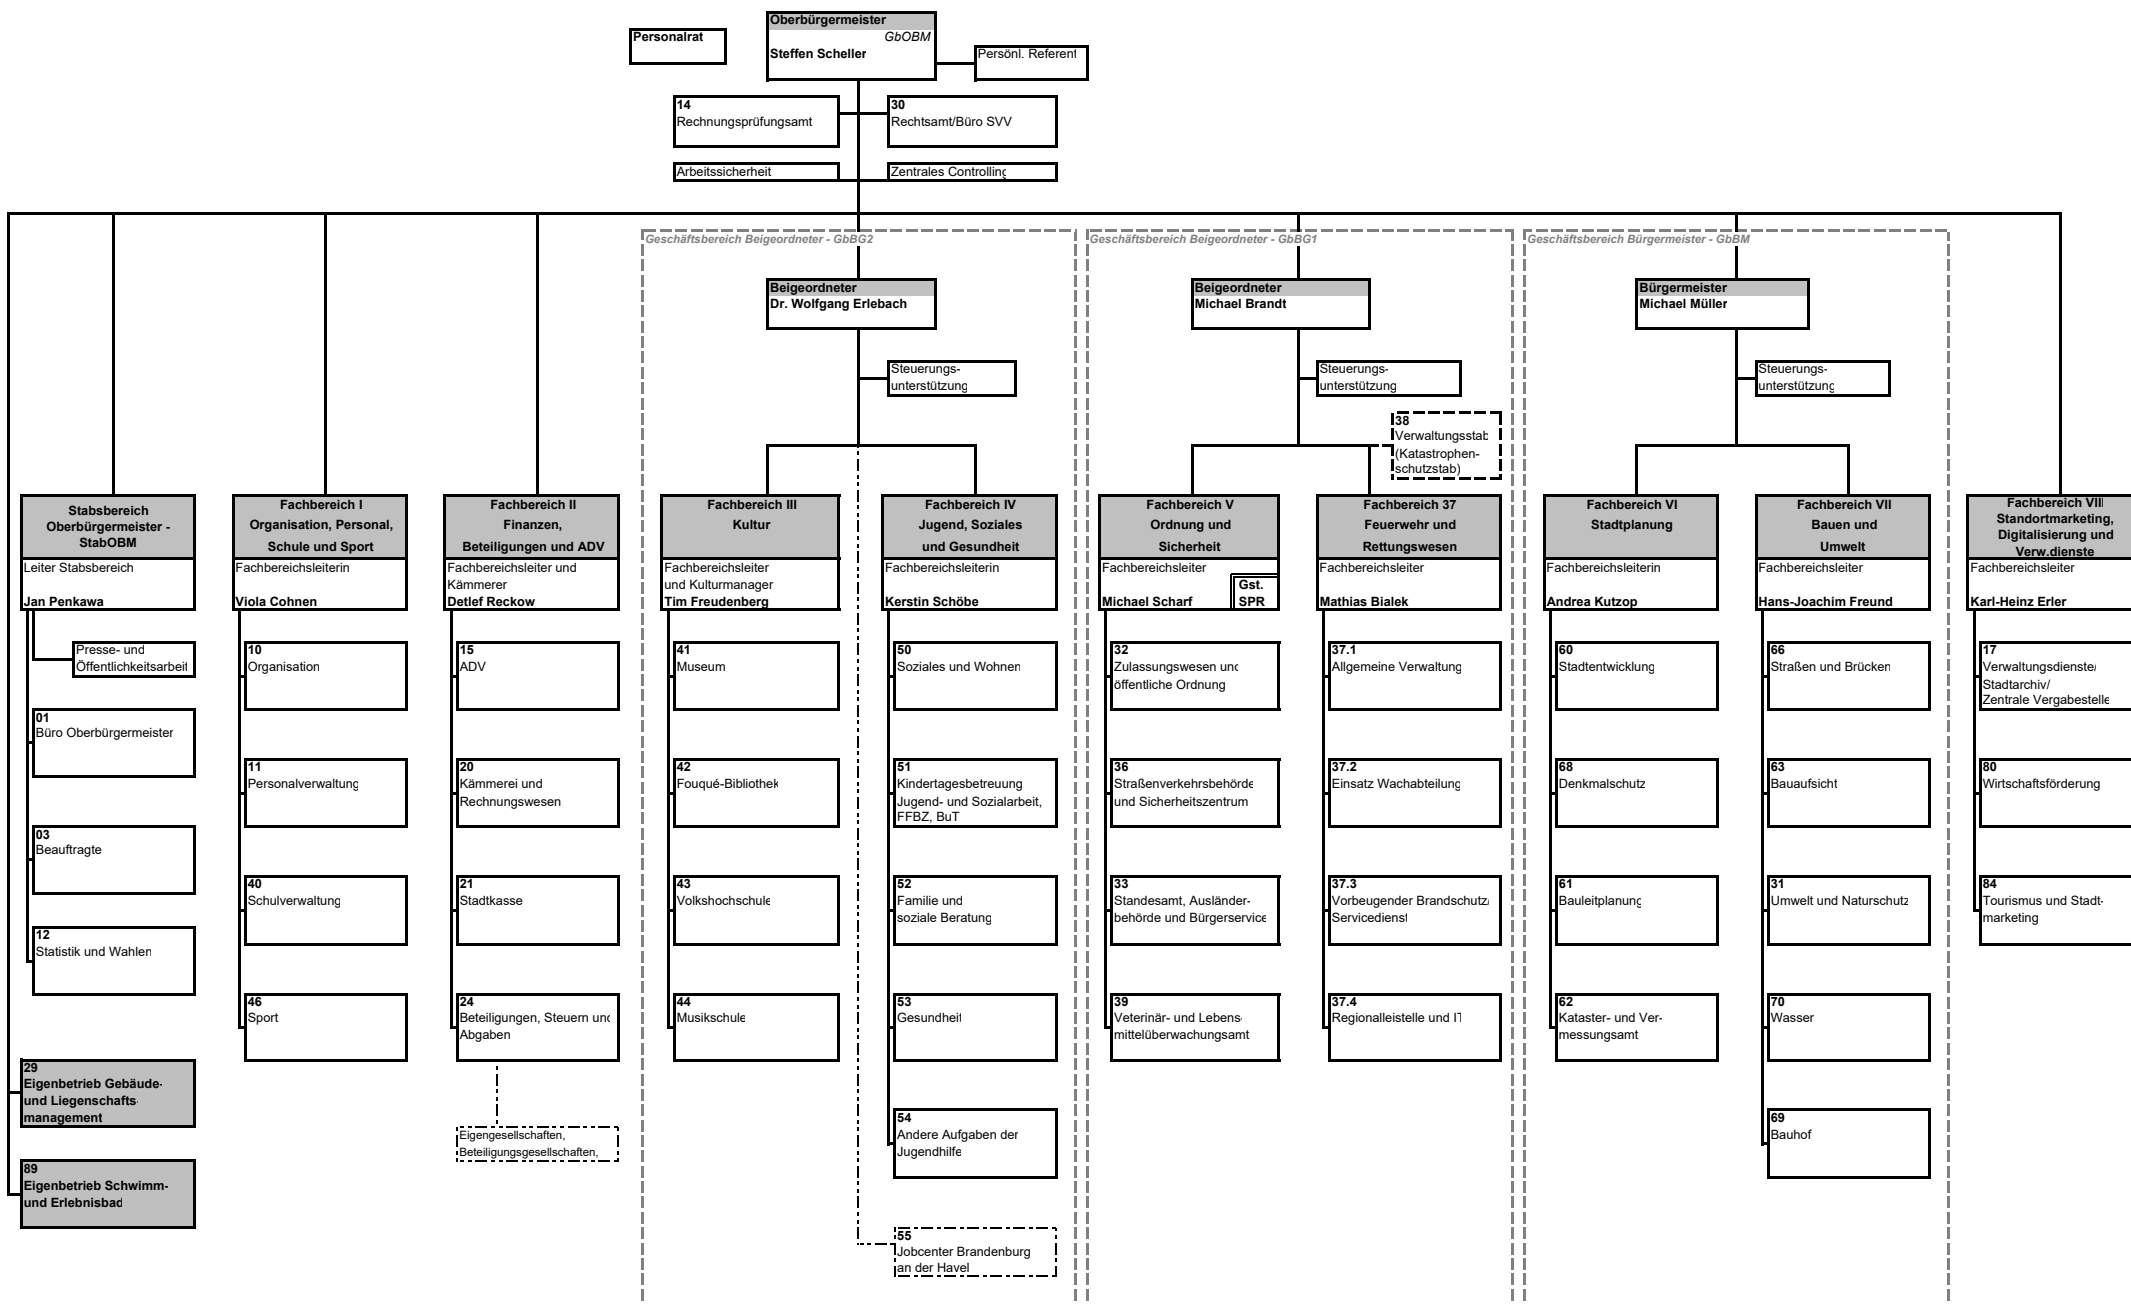 Oberbürgermeister
GbOBM
Steffen Scheller
Personalrat
Persönl. Referent
14
Rechnungsprüfungsamt
30
Rechtsamt/Büro SVV
Arbeitssicherheit
Zentrales Controlling
Geschäftsbereich Beigeordneter - GbBG2
Geschäftsbereich Beigeordneter - GbBG1
Geschäftsbereich Bürgermeister - GbBM
Beigeordneter
Dr. Wolfgang Erlebach
Beigeordneter
Michael Brandt
Bürgermeister
Michael Müller
Steuerungs-
unterstützung
Steuerungs-
unterstützung
Steuerungs-
unterstützung
38
Verwaltungsstab
(Katastrophen-
schutzstab)
Stabsbereich
Oberbürgermeister -
StabOBM
Leiter Stabsbereich
Jan Penkawa
Presse- und
Öffentlichkeitsarbeit
01
Büro Oberbürgermeister
03
Beauftragte
12
Statistik und Wahlen
29
Eigenbetrieb Gebäude-
und Liegenschafts-
management
89
Eigenbetrieb Schwimm-
und Erlebnisbad
Fachbereich I
Organisation, Personal,
Schule und Sport
Fachbereichsleiterin
Viola Cohnen
10
Organisation
11
Personalverwaltung
40
Schulverwaltung
46
Sport
Fachbereich II
Finanzen,
Beteiligungen und ADV
Fachbereichsleiter und
Kämmerer
Detlef Reckow
15
ADV
20
Kämmerei und
Rechnungswesen
21
Stadtkasse
24
Beteiligungen, Steuern und
Abgaben
Eigengesellschaften,
Beteiligungsgesellschaften,
Fachbereich III
Kultur
Fachbereichsleiter
und Kulturmanager
Tim Freudenberg
41
Museum
42
Fouqué-Bibliothek
43
Volkshochschule
44
Musikschule
Fachbereich IV
Jugend, Soziales
und Gesundheit
Fachbereichsleiterin
Kerstin Schöbe
50
Soziales und Wohnen
51
Kindertagesbetreuung
Jugend- und Sozialarbeit,
FFBZ, BuT
52
Familie und
soziale Beratung
53
Gesundheit
54
Andere Aufgaben der
Jugendhilfe
55
Jobcenter Brandenburg
an der Havel
Fachbereich V
Ordnung und
Sicherheit
Fachbereichsleiter
Michael Scharf
Gst.
SPR
32
Zulassungswesen und
öffentliche Ordnung
36
Straßenverkehrsbehörde
und Sicherheitszentrum
33
Standesamt, Ausländer-
behörde und Bürgerservice
39
Veterinär- und Lebens-
mittelüberwachungsamt
Fachbereich 37
Feuerwehr und
Rettungswesen
Fachbereichsleiter
Mathias Bialek
37.1
Allgemeine Verwaltung
37.2
Einsatz Wachabteilung
37.3
Vorbeugender Brandschutz/
Servicedienst
37.4
Regionalleistelle und IT
Fachbereich VI
Stadtplanung
Fachbereichsleiterin
Andrea Kutzop
60
Stadtentwicklung
68
Denkmalschutz
61
Bauleitplanung
62
Kataster- und Ver-
messungsamt
Fachbereich VII
Bauen und
Umwelt
Fachbereichsleiter
Hans-Joachim Freund
66
Straßen und Brücken
63
Bauaufsicht
31
Umwelt und Naturschutz
70
Wasser
69
Bauhof
Fachbereich VIII
Standortmarketing,
Digitalisierung und
Verw.dienste
Fachbereichsleiter
Karl-Heinz Erler
17
Verwaltungsdienste/
Stadtarchiv/
Zentrale Vergabestelle
80
Wirtschaftsförderung
84
Tourismus und Stadt-
marketing